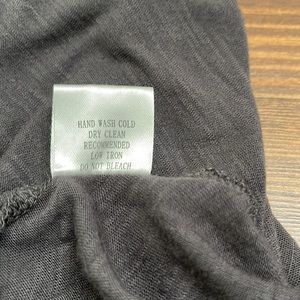 HAND WASH COLD
DRY CLEAN
RECOMMENDED
LOW IRON
DO NOT BLEACH